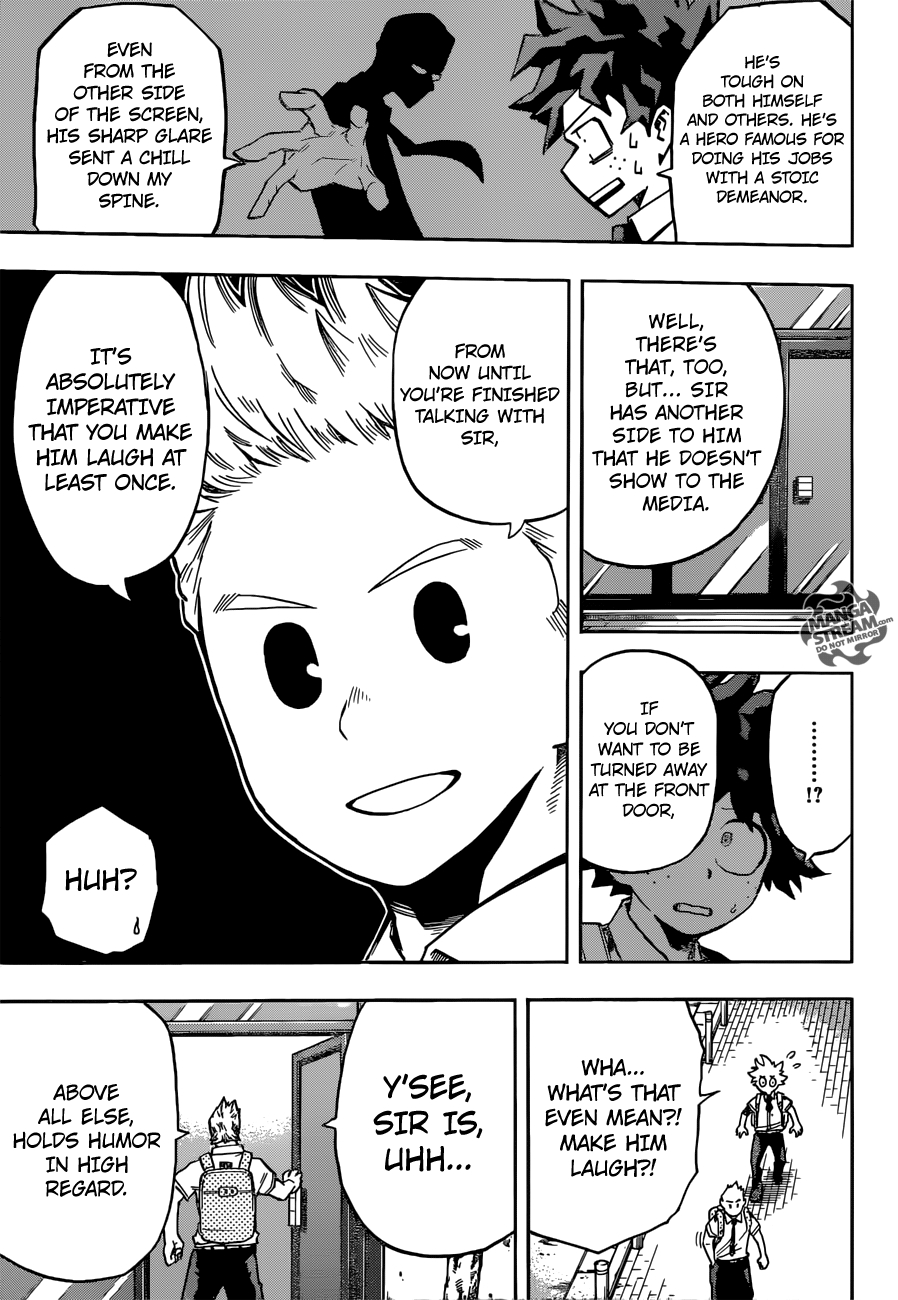 HE'S
TOUGH ON
BOTH HIMSELF
AND OTHERS. HE'S
A HERO FAMOUS FOR
DOING HIS JOBS
WITH A STOIC
DEMEANOR.
EVEN
FROM THE
OTHER SIDE
OF THE SCREEN,
HIS SHARP GLARE
SENT A CHILL
DOWN MY
SPINE.
WELL,
THERE'S
THAT, TOO,
BUT... SIR
HAS ANOTHER
SIDE TO HIM
THAT HE DOESN'T
SHOW TO THE
MEDIA.
MANGA
STREAM.com
DO NOT MIRROR
.........!?
IF
YOU DON'T
WANT TO BE
TURNED AWAY
AT THE FRONT
DOOR,
FROM
NOW UNTIL
YOU'RE FINISHED
TALKING WITH
SIR,
IT'S
ABSOLUTELY
IMPERATIVE
THAT YOU MAKE
HIM LAUGH AT
LEAST ONCE.
HUH?
WHA...
WHAT'S THAT
EVEN MEAN?!
MAKE HIM
LAUGH?!
Y'SEE,
SIR IS,
UHH...
ABOVE
ALL ELSE,
HOLDS HUMOR
IN HIGH
REGARD.